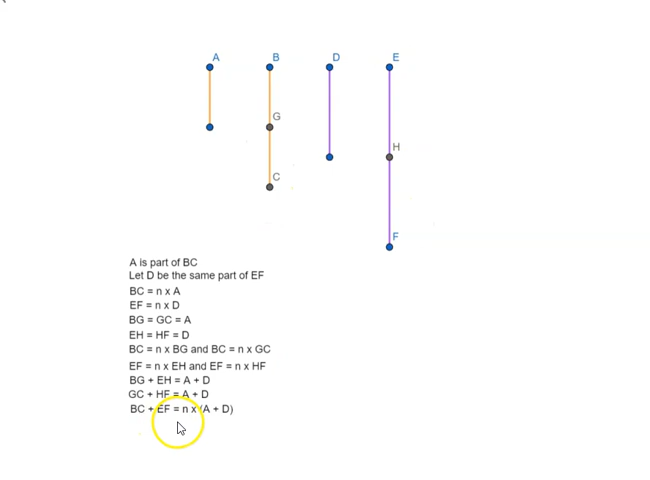 A B D E
G
H
C
F
A is part of BC
Let D be the same part of EF
BC = n x A
EF = n x D
BG = GC = A
EH = HF = D
BC = n x BG and BC = n x GC
EF = n x EH and EF = n x HF
BG + EH = A + D
GC + HF = A + D
BC + EF = n x (A + D)